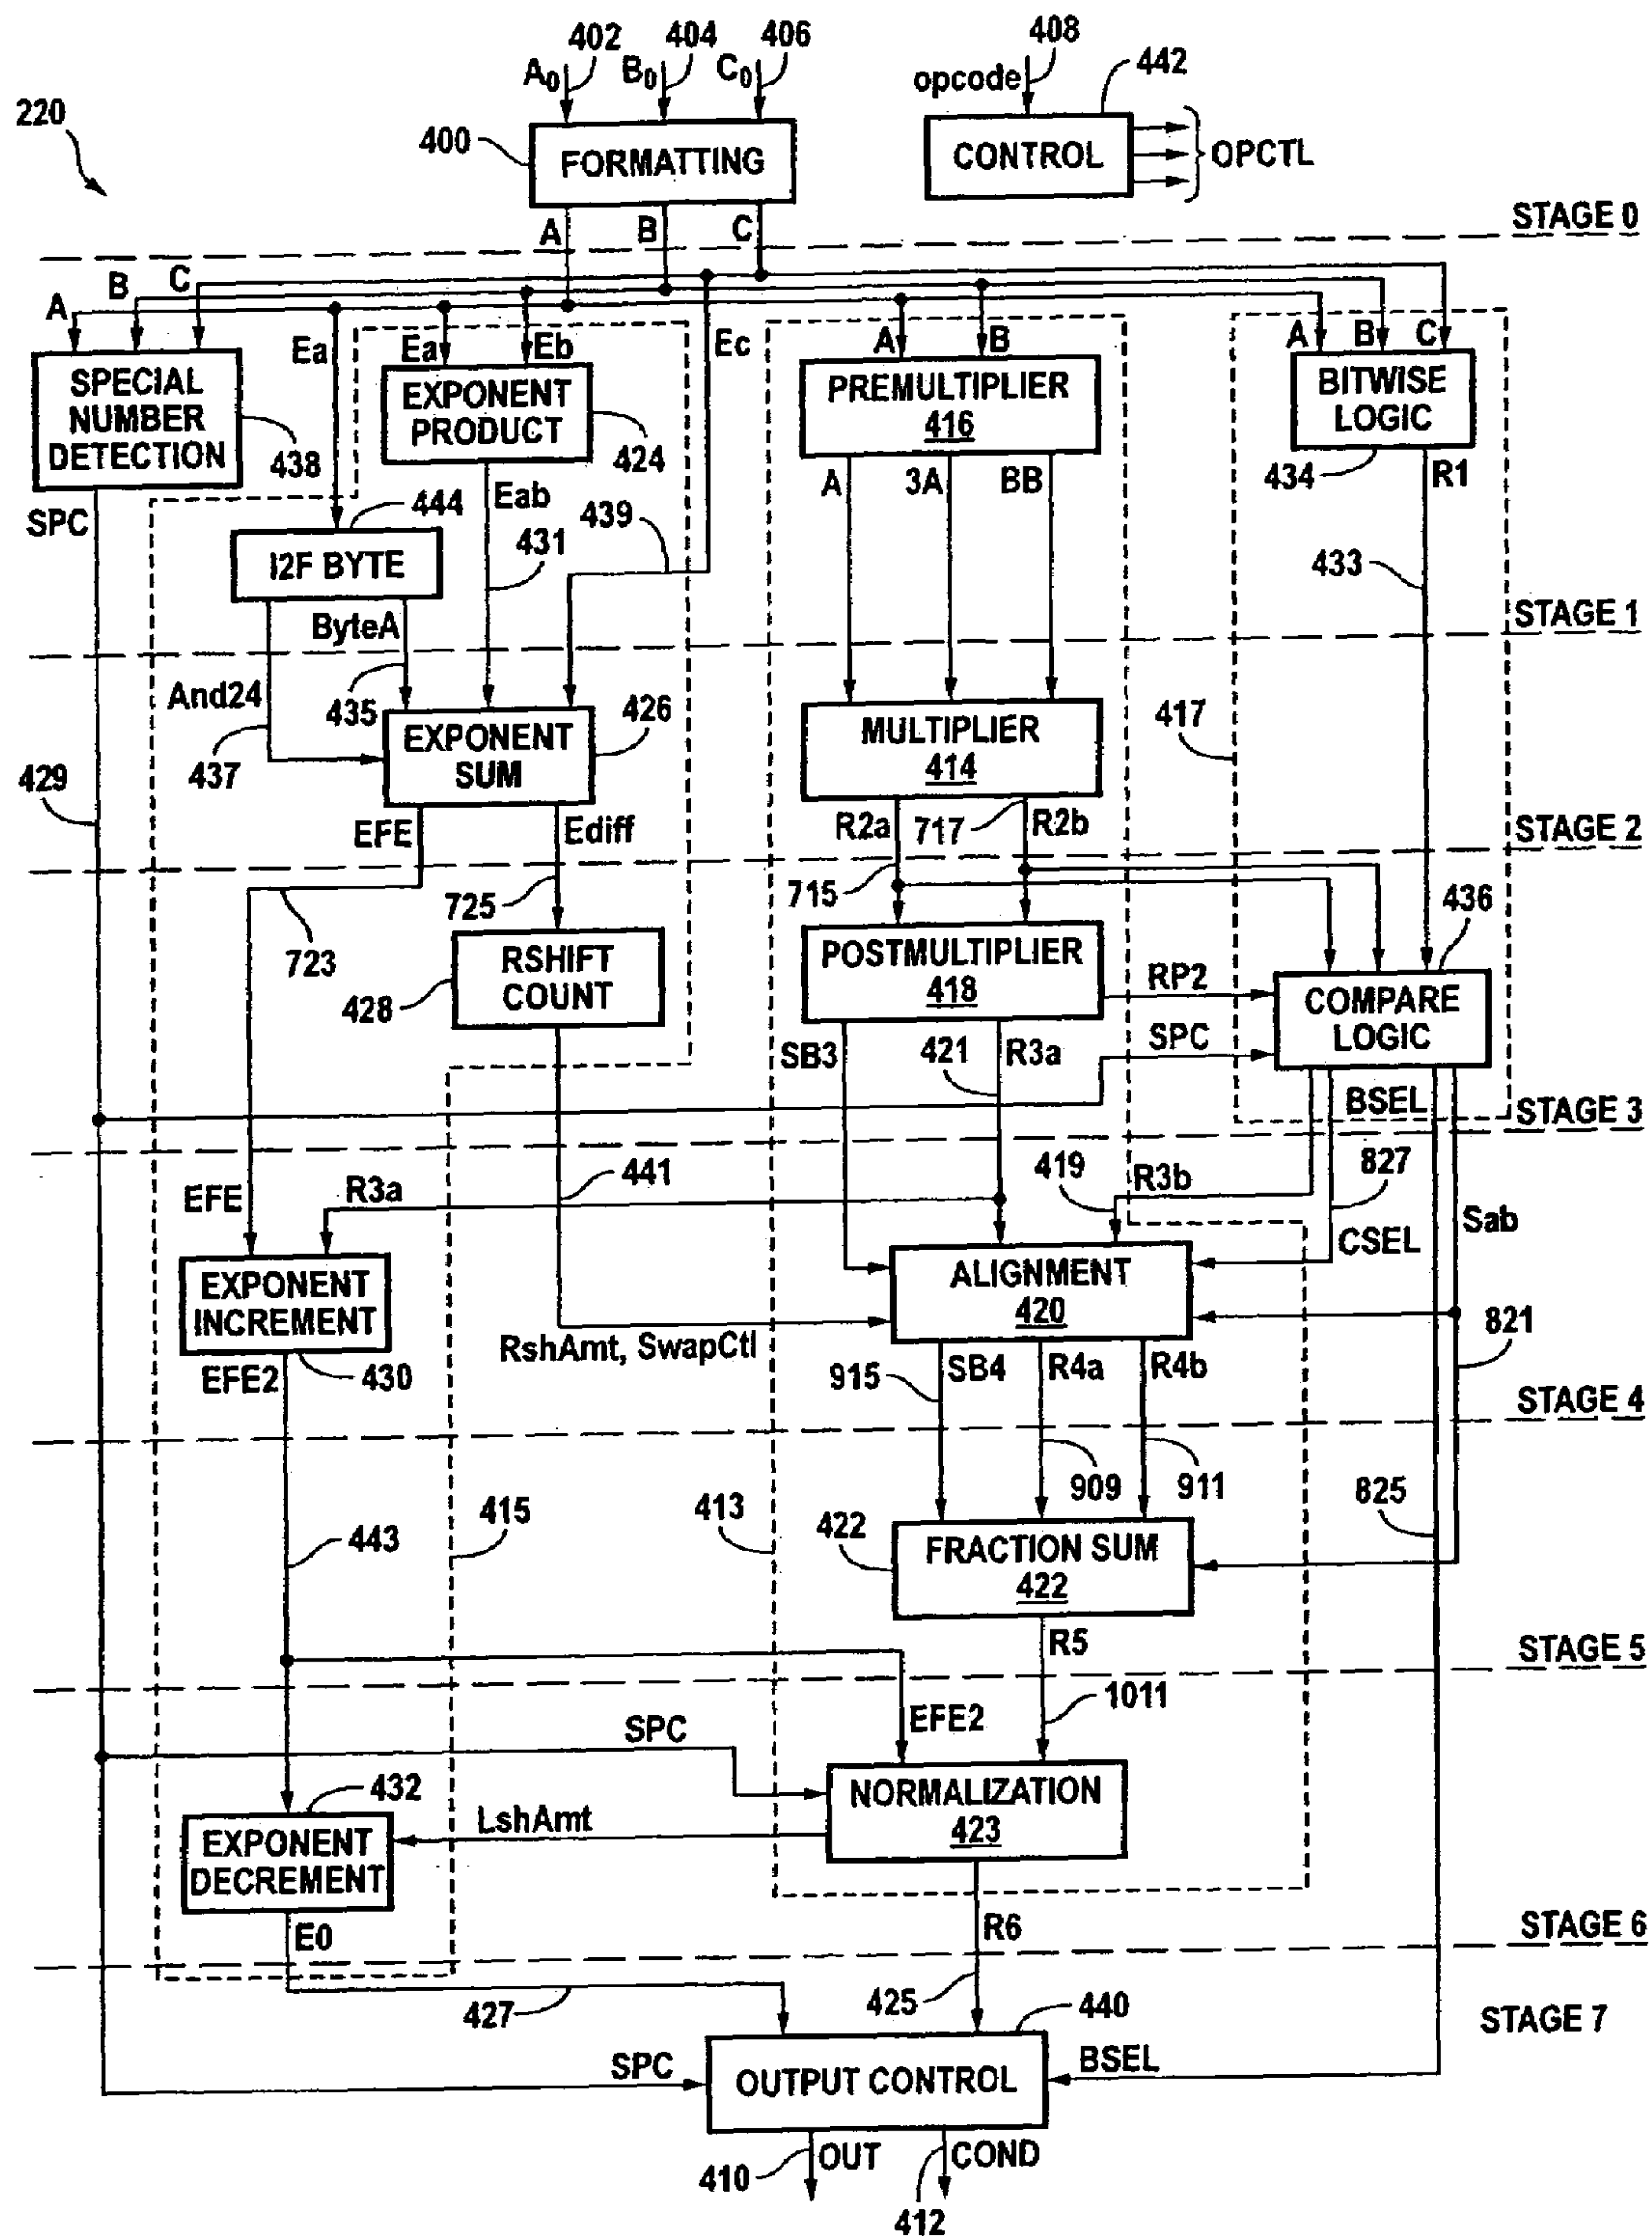 402
404
406
408
A0
B0
C0
opcode
442
220
400
FORMATTING
CONTROL
OPCTL
A
B
C
STAGE 0
A
B
C
Ea
Ea
Eb
Ec
A
B
A
B
C
SPECIAL
NUMBER
DETECTION
438
EXPONENT
PRODUCT
424
PREMULTIPLIER
416
BITWISE
LOGIC
434
R1
SPC
444
Eab
439
A
3A
BB
I2F BYTE
431
433
ByteA
STAGE 1
And24
435
437
426
EXPONENT
SUM
MULTIPLIER
414
417
429
EFE
Ediff
R2a
717
R2b
STAGE 2
723
725
715
436
RSHIFT
COUNT
428
POSTMULTIPLIER
418
RP2
COMPARE
LOGIC
SB3
421
R3a
SPC
BSEL
STAGE 3
441
419
R3b
827
EFE
R3a
CSEL
Sab
EXPONENT
INCREMENT
430
ALIGNMENT
420
RshAmt, SwapCtl
821
EFE2
915
SB4
R4a
R4b
STAGE 4
909
911
825
443
415
413
422
FRACTION SUM
422
R5
STAGE 5
1011
EFE2
SPC
432
NORMALIZATION
423
LshAmt
EXPONENT
DECREMENT
E0
R6
STAGE 6
427
425
440
STAGE 7
SPC
OUTPUT CONTROL
BSEL
410
OUT
COND
412